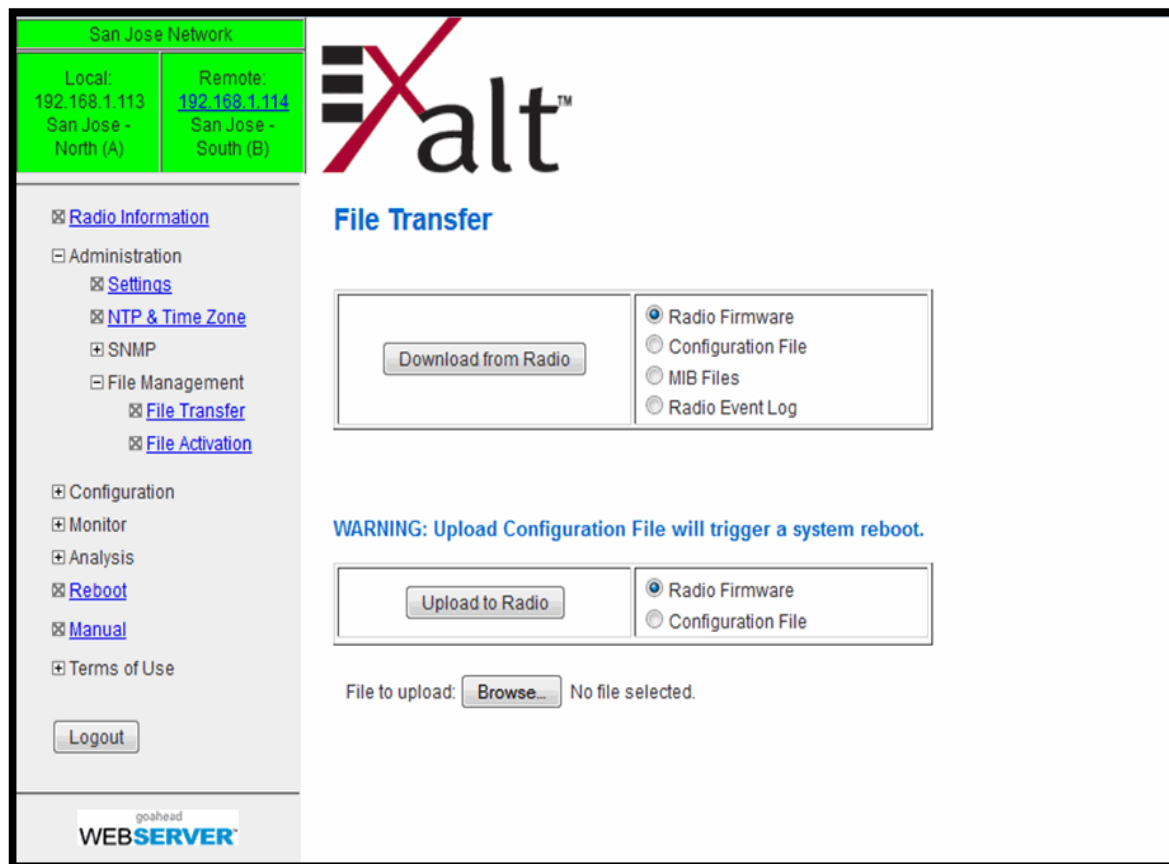 San Jose Network
Local:
192.168.1.113
San Jose -
North (A)
Remote:
192.168.1.114
San Jose -
South (B)
Radio Information
Administration
Settings
NTP & Time Zone
SNMP
File Management
File Transfer
File Activation
Configuration
Monitor
Analysis
Reboot
Manual
Terms of Use
Logout
goahead
WEBSERVER
Exalt™
File Transfer
Download from Radio
Radio Firmware
Configuration File
MIB Files
Radio Event Log
WARNING: Upload Configuration File will trigger a system reboot.
Upload to Radio
Radio Firmware
Configuration File
File to upload: Browse... No file selected.